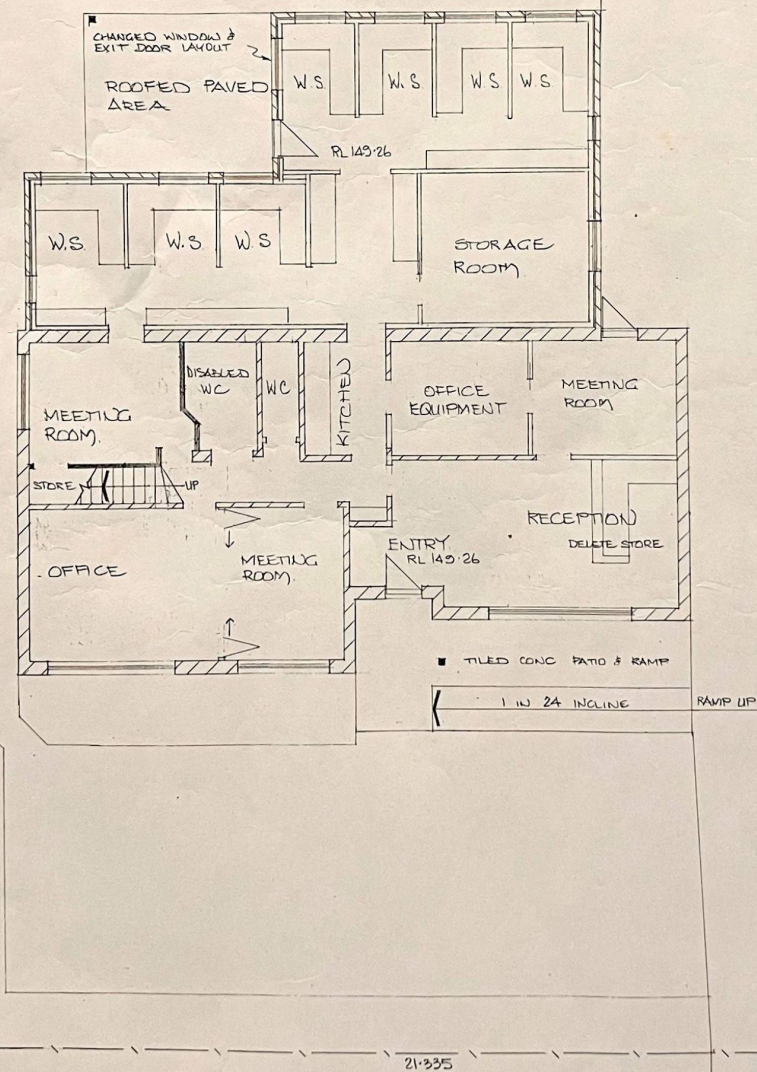 CHANGED WINDOW &
EXIT DOOR LAYOUT
ROOFED PAVED
AREA
W.S.
W.S.
W.S
W.S
RL 149·26
W.S.
W.S.
W.S
STORAGE
ROOM
DISABLED
WC
WC
KITCHEN
OFFICE
EQUIPMENT
MEETING
ROOM
MEETING
ROOM.
STORE
UP
RECEPTION
DELETE STORE
ENTRY.
RL 149·26
OFFICE
MEETING
ROOM.
TILED CONC PATIO & RAMP
1 IN 24 INCLINE
RAMP UP
21·335